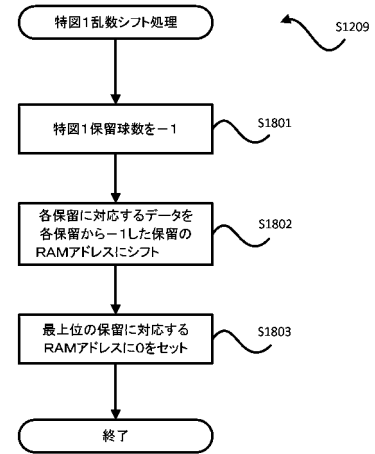 特図1乱数シフト処理
S1209
特図1保留球数を－1
S1801
各保留に対応するデータを
各保留から－1した保留の
RAMアドレスにシフト
S1802
最上位の保留に対応する
RAMアドレスに0をセット
S1803
終了